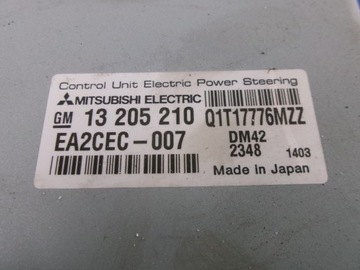 Control Unit Electric Power Steering
MITSUBISHI ELECTRIC
GM 13 205 210 Q1T17776MZZ
EA2CEC-007 DM42
2348 1403
Made in Japan